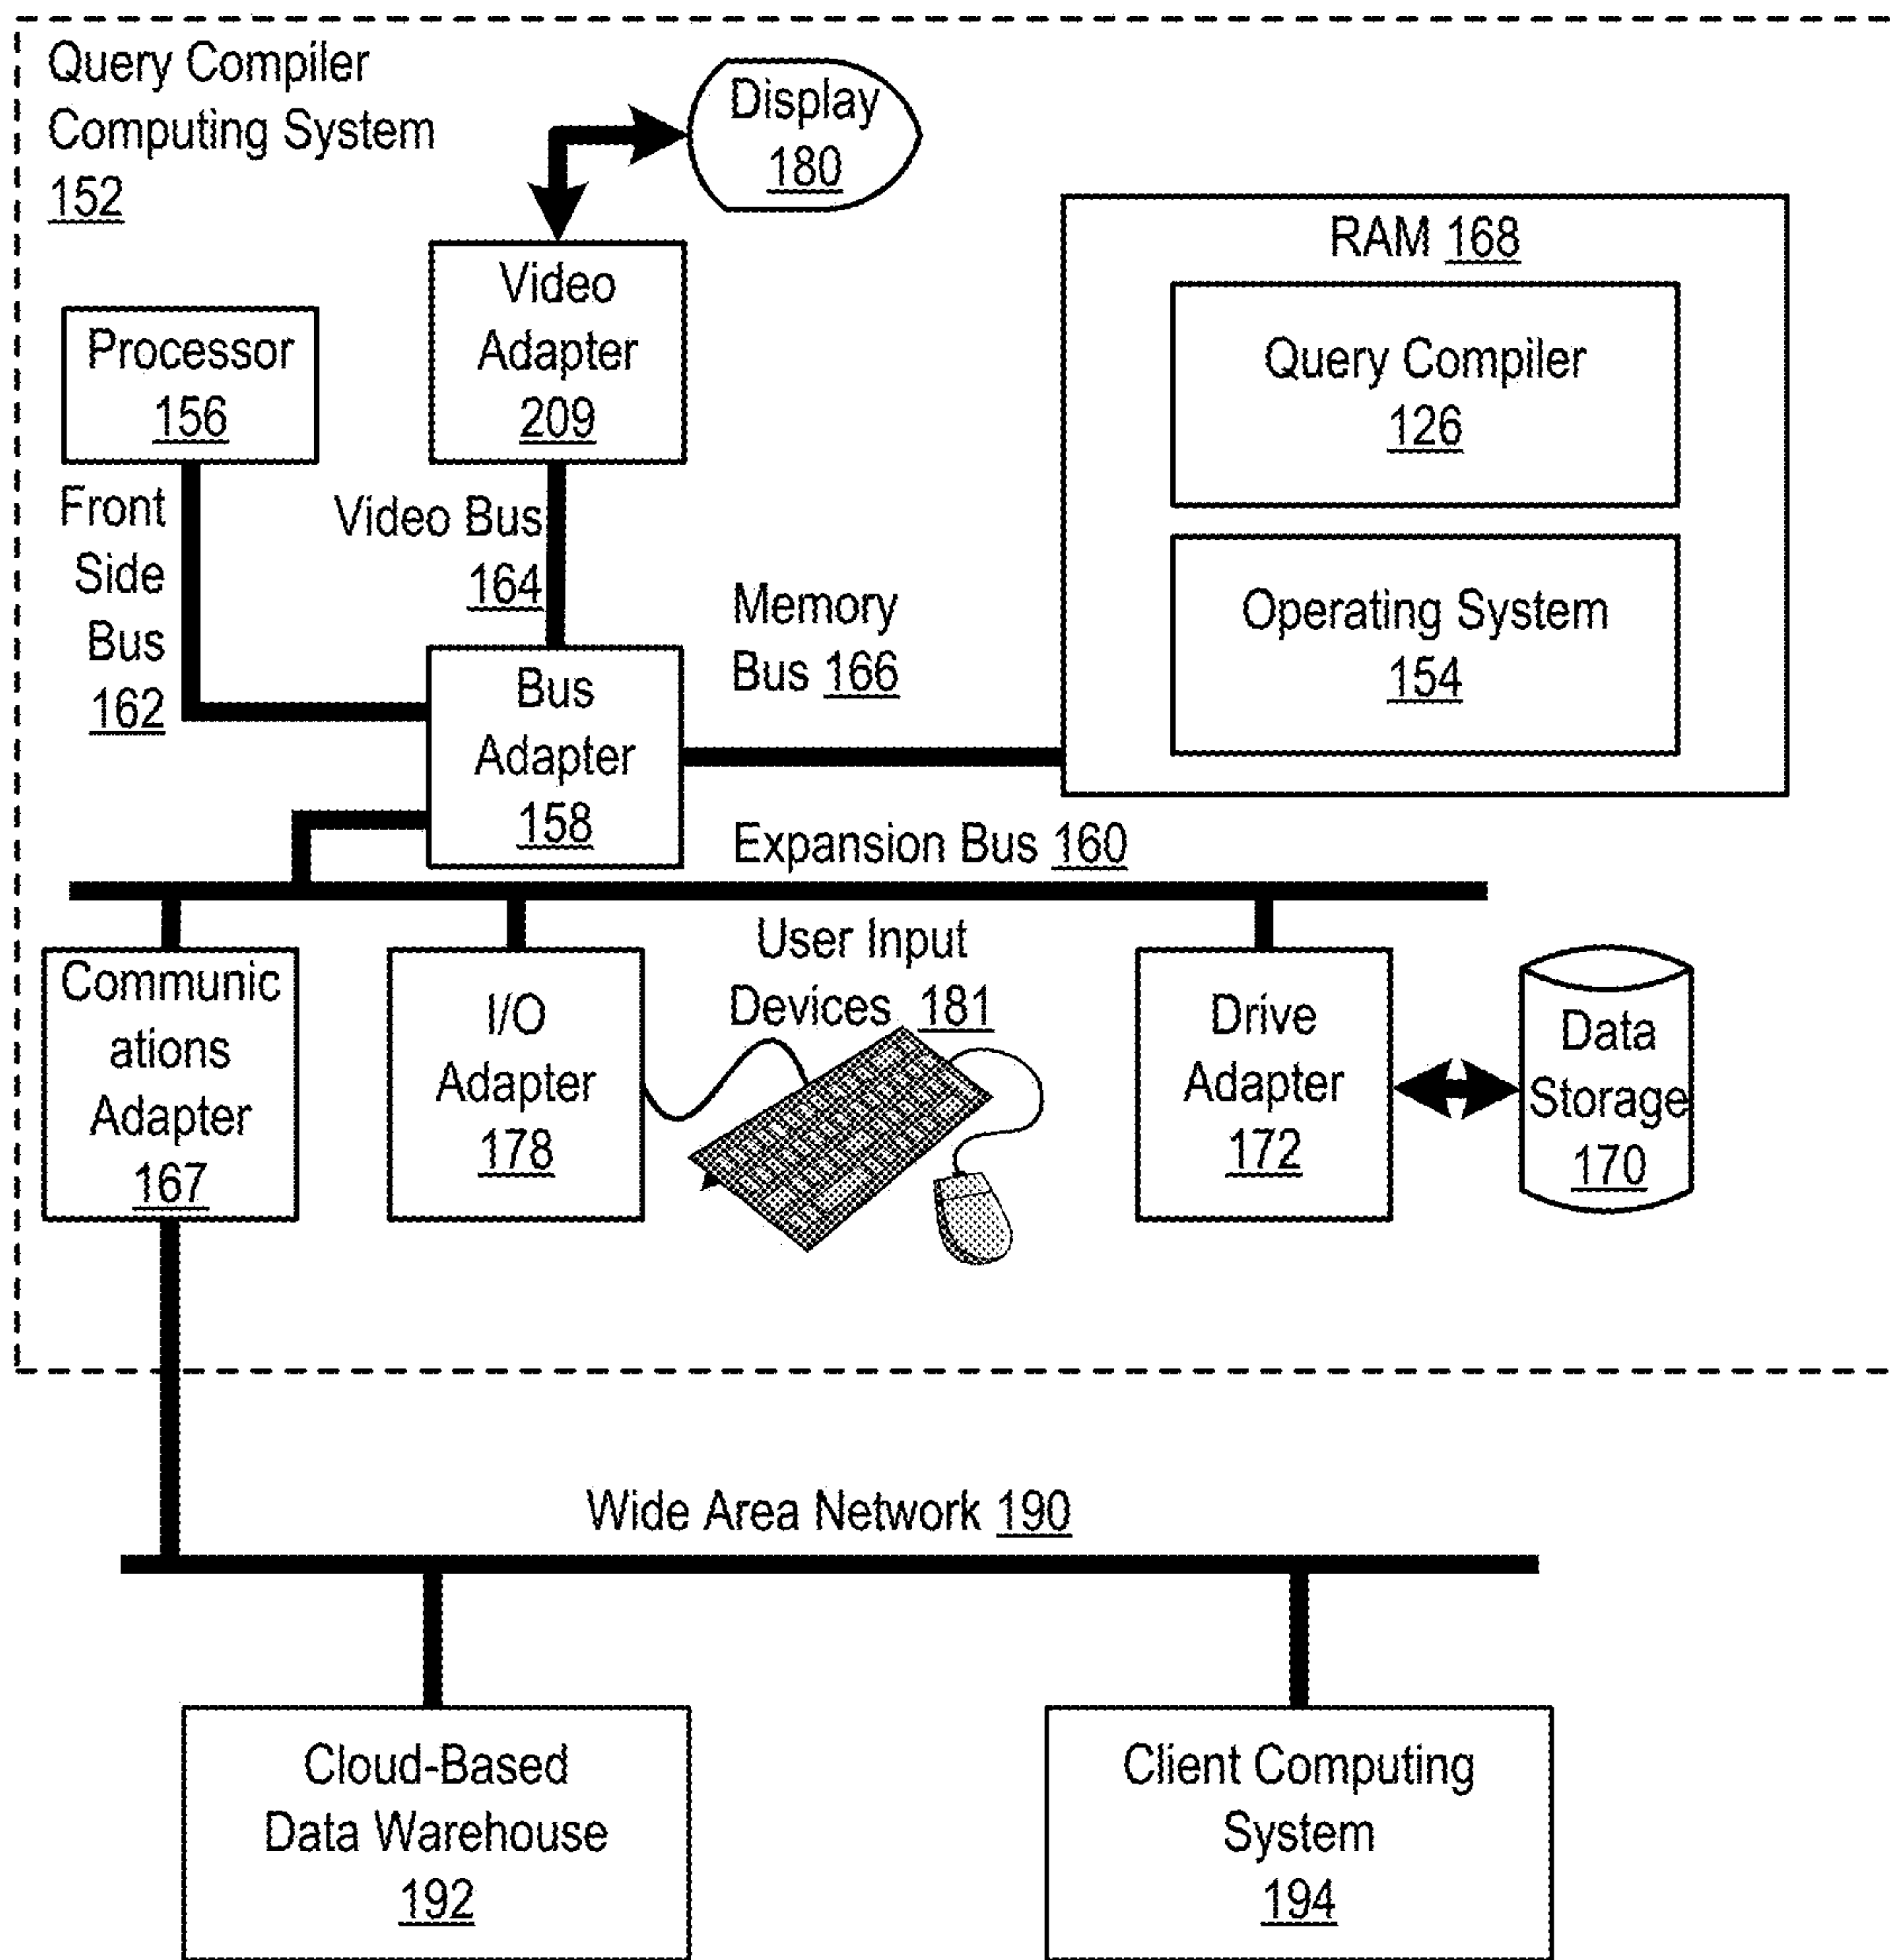 Query Compiler
Computing System
152
Display
180
Video
Adapter
209
RAM 168
Processor
156
Query Compiler
126
Front
Side
Bus
162
Video Bus
164
Operating System
154
Memory
Bus 166
Bus
Adapter
158
Expansion Bus 160
Communic
ations
Adapter
167
I/O
Adapter
178
User Input
Devices 181
Drive
Adapter
172
Data
Storage
170
Wide Area Network 190
Cloud-Based
Data Warehouse
192
Client Computing
System
194